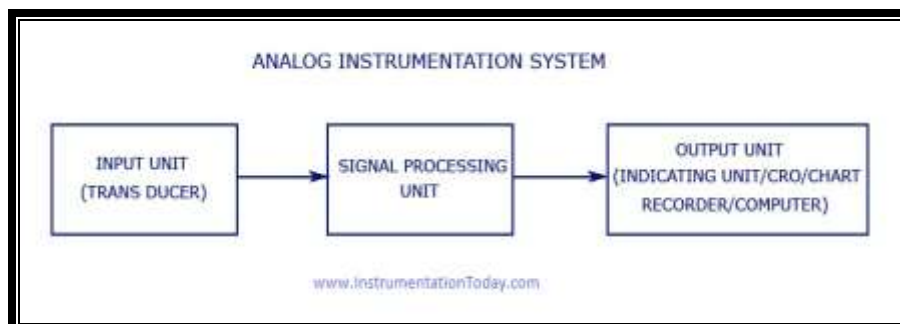 ANALOG INSTRUMENTATION SYSTEM
INPUT UNIT
(TRANS DUCER)
SIGNAL PROCESSING
UNIT
OUTPUT UNIT
(INDICATING UNIT/CRO/CHART
RECORDER/COMPUTER)
www.InstrumentationToday.com